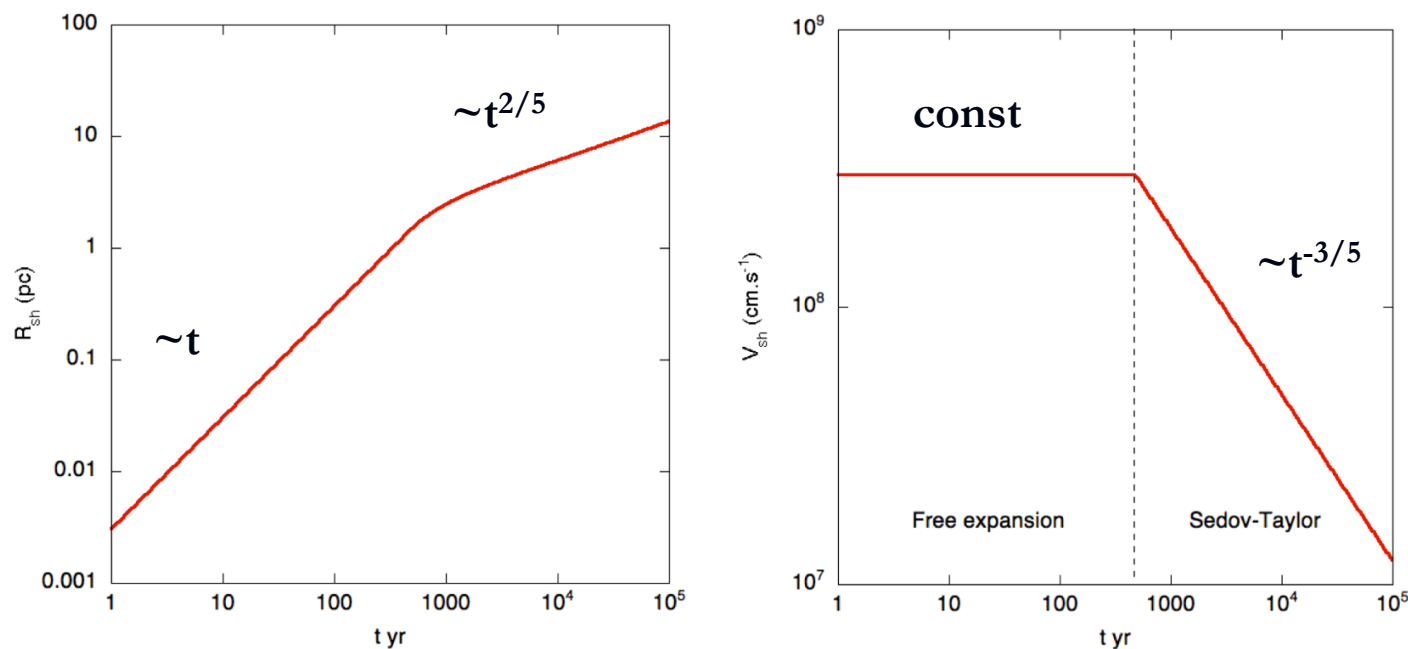 100
10
1
0.1
0.01
0.001
R_sh (pc)
~t
~t^{2/5}
1 10 100 1000 10^4 10^5
t yr
10^9
10^8
10^7
V_sh (cm.s^{-1})
const
~t^{-3/5}
Free expansion Sedov-Taylor
1 10 100 1000 10^4 10^5
t yr